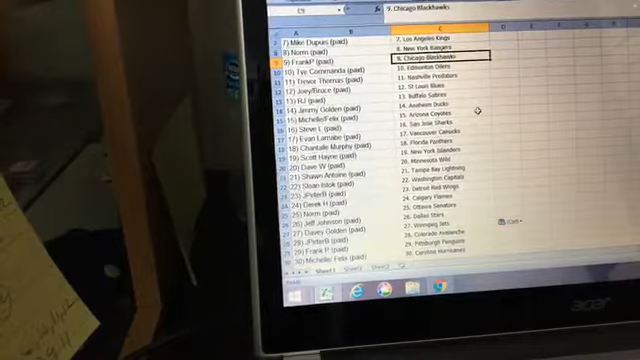 C9
9. Chicago Blackhawks
A B C D E F G H
7) Mike Dupuis (paid) 7. Los Angeles Kings
8) Norm (paid) 8. New York Rangers
9) FrankP (paid) 9. Chicago Blackhawks
10) Tye Commanda (paid) 10. Edmonton Oilers
11) Trevor Thomas (paid) 11. Nashville Predators
12) Joey/Bruce (paid) 12. St Louis Blues
13) RJ (paid) 13. Buffalo Sabres
14) Jimmy Golden (paid) 14. Anaheim Ducks
15) Michelle/Felix (paid) 15. Arizona Coyotes
16) Steve L (paid) 16. San Jose Sharks
17) Evan Lamabe (paid) 17. Vancouver Canucks
18) Chantalle Murphy (paid) 18. Florida Panthers
19) Scott Hayne (paid) 19. New York Islanders
20) Dave W (paid) 20. Minnesota Wild
21) Shawn Antoine (paid) 21. Tampa Bay Lightning
22) Sloan Istok (paid) 22. Washington Capitals
23) JPiterB (paid) 23. Detroit Red Wings
24) Derek H (paid) 24. Calgary Flames
25) Norm (paid) 25. Ottawa Senators
26) Jeff Johnson (paid) 26. Dallas Stars
27) Davey Golden (paid) 27. Winnipeg Jets
28) JPiterB (paid) 28. Colorado Avalanche
29) Frank P (paid) 29. Pittsburgh Penguins
30) Michelle/ Felix (paid) 30. Carolina Hurricanes
(Ctrl)
Sheet1 Sheet2 Sheet3
acer